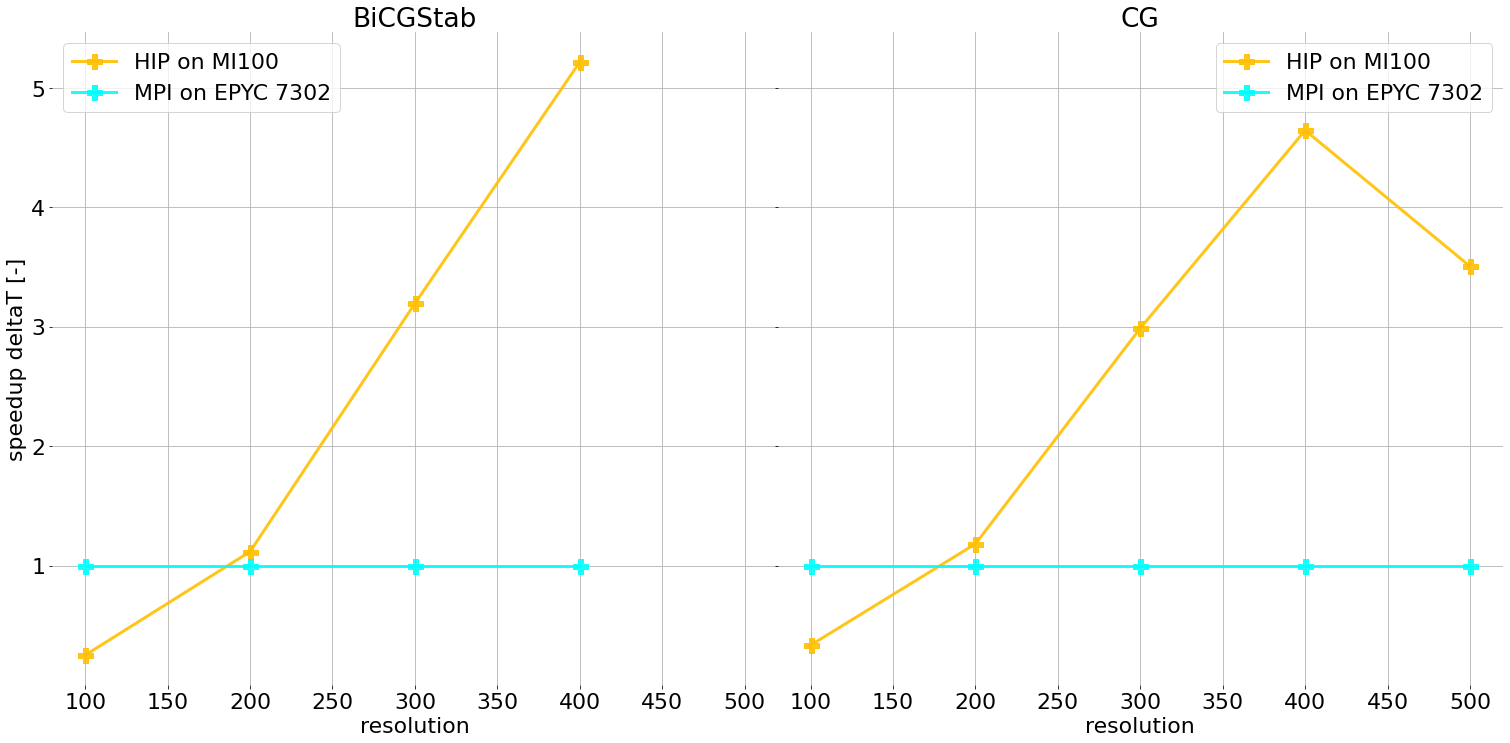 BiCGStab
CG
HIP on MI100
MPI on EPYC 7302
HIP on MI100
MPI on EPYC 7302
speedup deltaT [-]
5
4
3
2
1
100 150 200 250 300 350 400 450 500
100 150 200 250 300 350 400 450 500
resolution
resolution